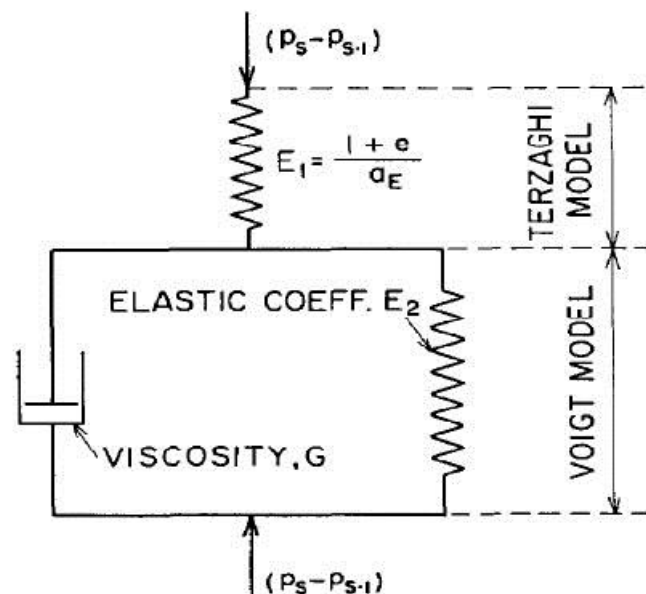 (Ps-Ps-1)
E1 = 1 + e / aE
TERZAGHI MODEL
ELASTIC COEFF. E2
VISCOSITY, G
VOIGT MODEL
(Ps-Ps-1)